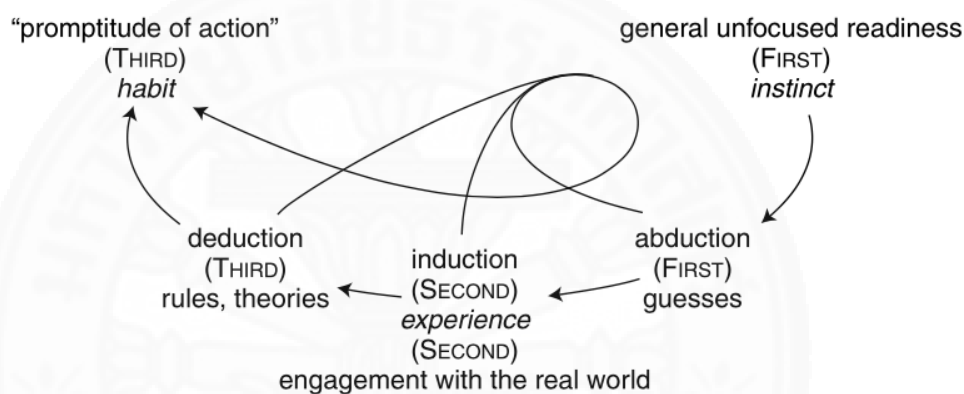 “promptitude of action”
(THIRD)
habit
general unfocused readiness
(FIRST)
instinct
deduction
(THIRD)
rules, theories
induction
(SECOND)
experience
(SECOND)
engagement with the real world
abduction
(FIRST)
guesses